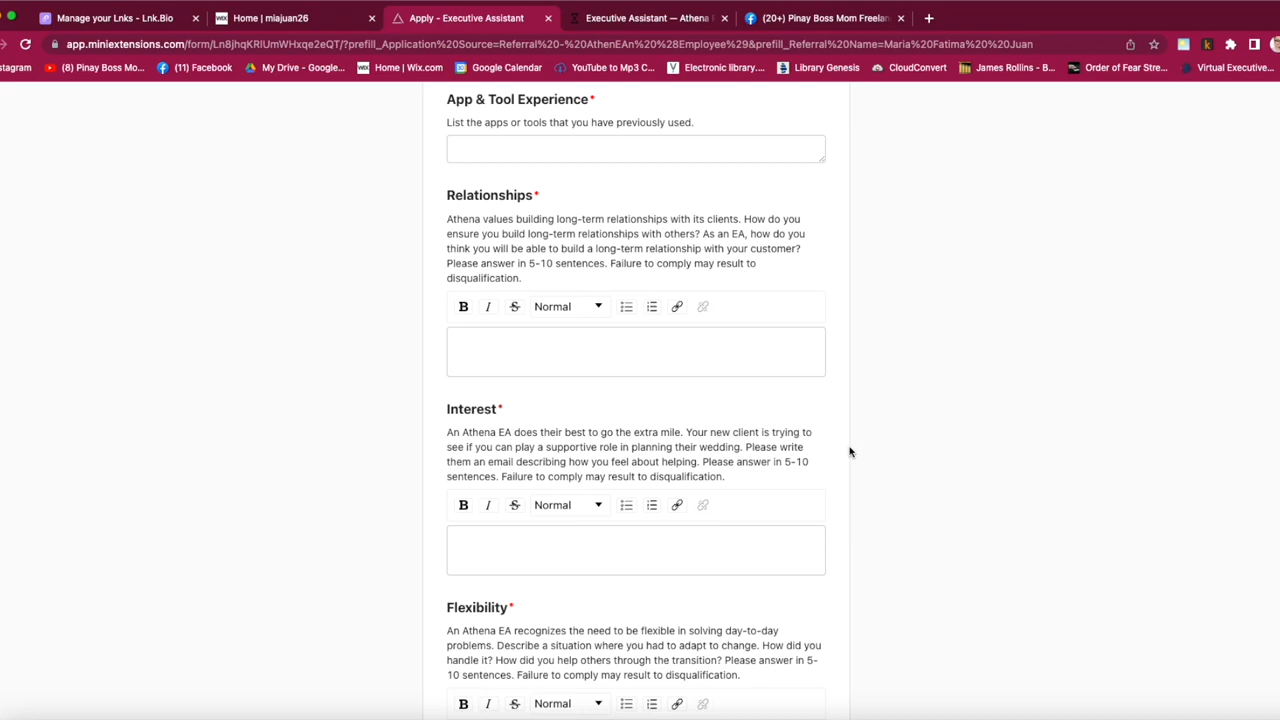 Manage your Lnks - Lnk.Bio
Home | miajuan26
Apply - Executive Assistant
Executive Assistant — Athena
(20+) Pinay Boss Mom Freelan
app.miniextensions.com/form/Ln8jhqKRlUmWHxqe2eQT/?prefill_Application%20Source=Referral%20-%20AthenEAn%20%28Employee%29&prefill_Referral%20Name=Maria%20Fatima%20%20Juan
stagram
(8) Pinay Boss Mo...
(11) Facebook
My Drive - Google...
Home | Wix.com
Google Calendar
YouTube to Mp3 C...
Electronic library....
Library Genesis
CloudConvert
James Rollins - B...
Order of Fear Stre...
Virtual Executive...
App & Tool Experience*
List the apps or tools that you have previously used.
Relationships*
Athena values building long-term relationships with its clients. How do you
ensure you build long-term relationships with others? As an EA, how do you
think you will be able to build a long-term relationship with your customer?
Please answer in 5-10 sentences. Failure to comply may result to
disqualification.
B I S Normal
Interest*
An Athena EA does their best to go the extra mile. Your new client is trying to
see if you can play a supportive role in planning their wedding. Please write
them an email describing how you feel about helping. Please answer in 5-10
sentences. Failure to comply may result to disqualification.
B I S Normal
Flexibility*
An Athena EA recognizes the need to be flexible in solving day-to-day
problems. Describe a situation where you had to adapt to change. How did you
handle it? How did you help others through the transition? Please answer in 5-
10 sentences. Failure to comply may result to disqualification.
B I S Normal